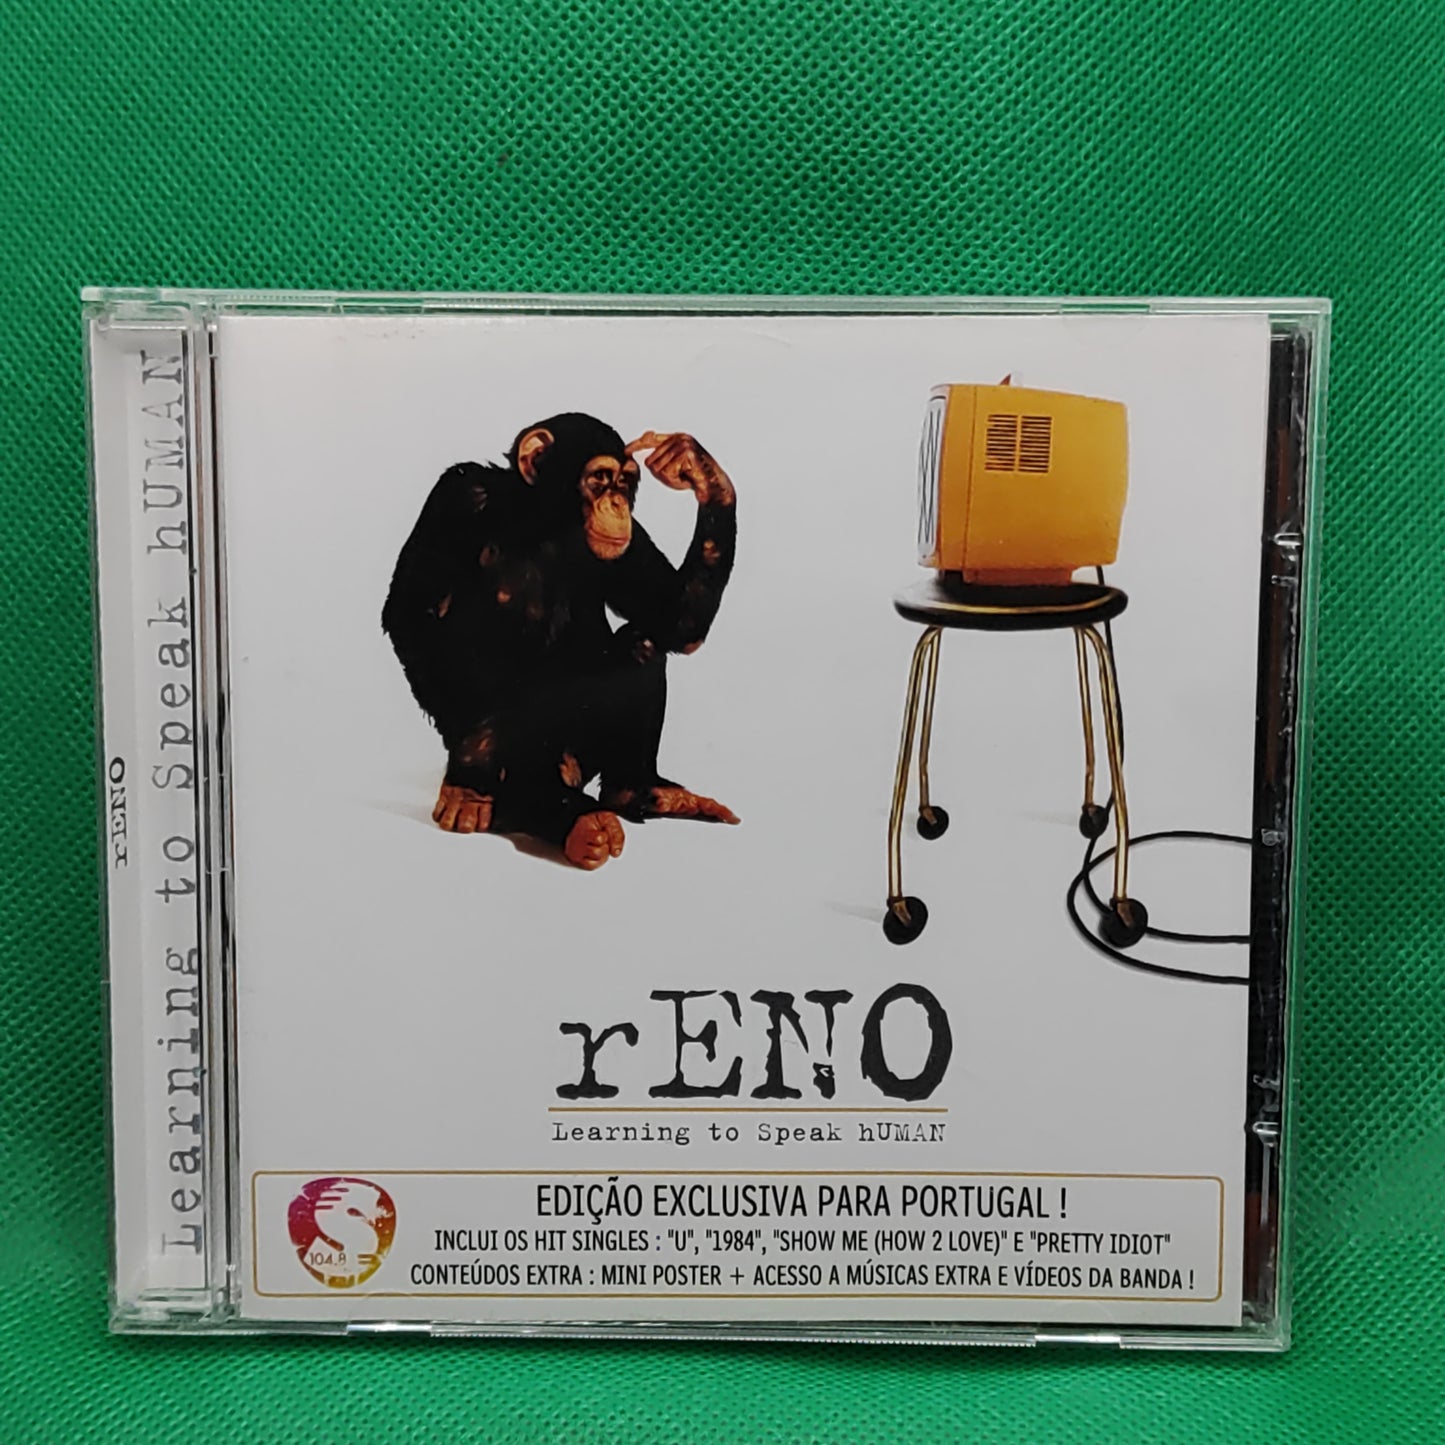 rENO
Learning to Speak hUMAN
rENO
Learning to Speak hUMAN
104.8
EDIÇÃO EXCLUSIVA PARA PORTUGAL !
INCLUI OS HIT SINGLES : "U", "1984", "SHOW ME (HOW 2 LOVE)" E "PRETTY IDIOT"
CONTEÚDOS EXTRA : MINI POSTER + ACESSO A MÚSICAS EXTRA E VÍDEOS DA BANDA !